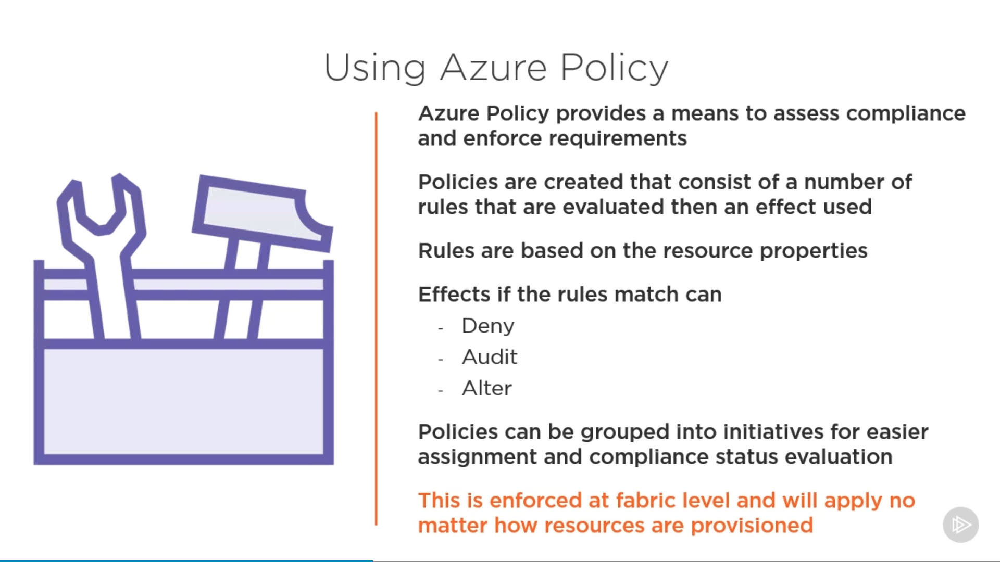 Using Azure Policy
Azure Policy provides a means to assess compliance
and enforce requirements
Policies are created that consist of a number of
rules that are evaluated then an effect used
Rules are based on the resource properties
Effects if the rules match can
- Deny
- Audit
- Alter
Policies can be grouped into initiatives for easier
assignment and compliance status evaluation
This is enforced at fabric level and will apply no
matter how resources are provisioned